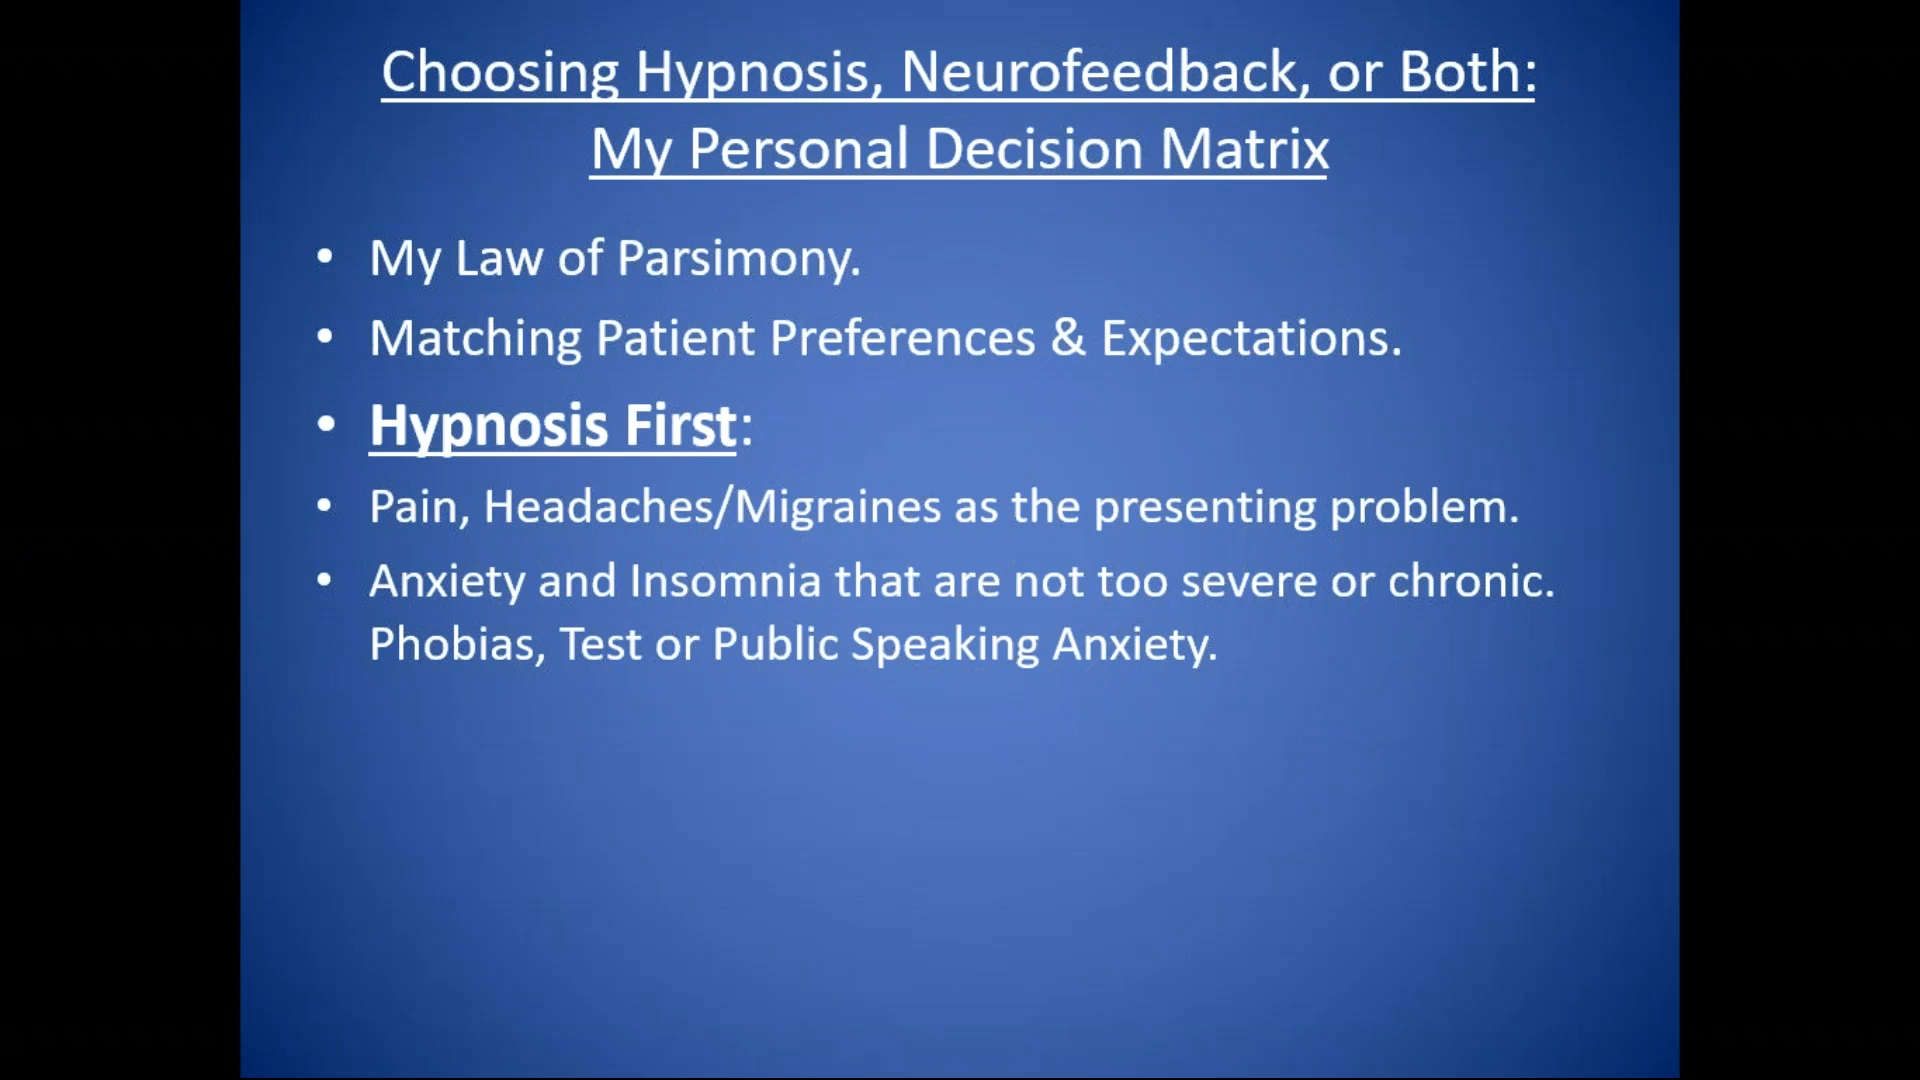 Choosing Hypnosis, Neurofeedback, or Both:
My Personal Decision Matrix
• My Law of Parsimony.
• Matching Patient Preferences & Expectations.
• Hypnosis First:
• Pain, Headaches/Migraines as the presenting problem.
• Anxiety and Insomnia that are not too severe or chronic.
Phobias, Test or Public Speaking Anxiety.